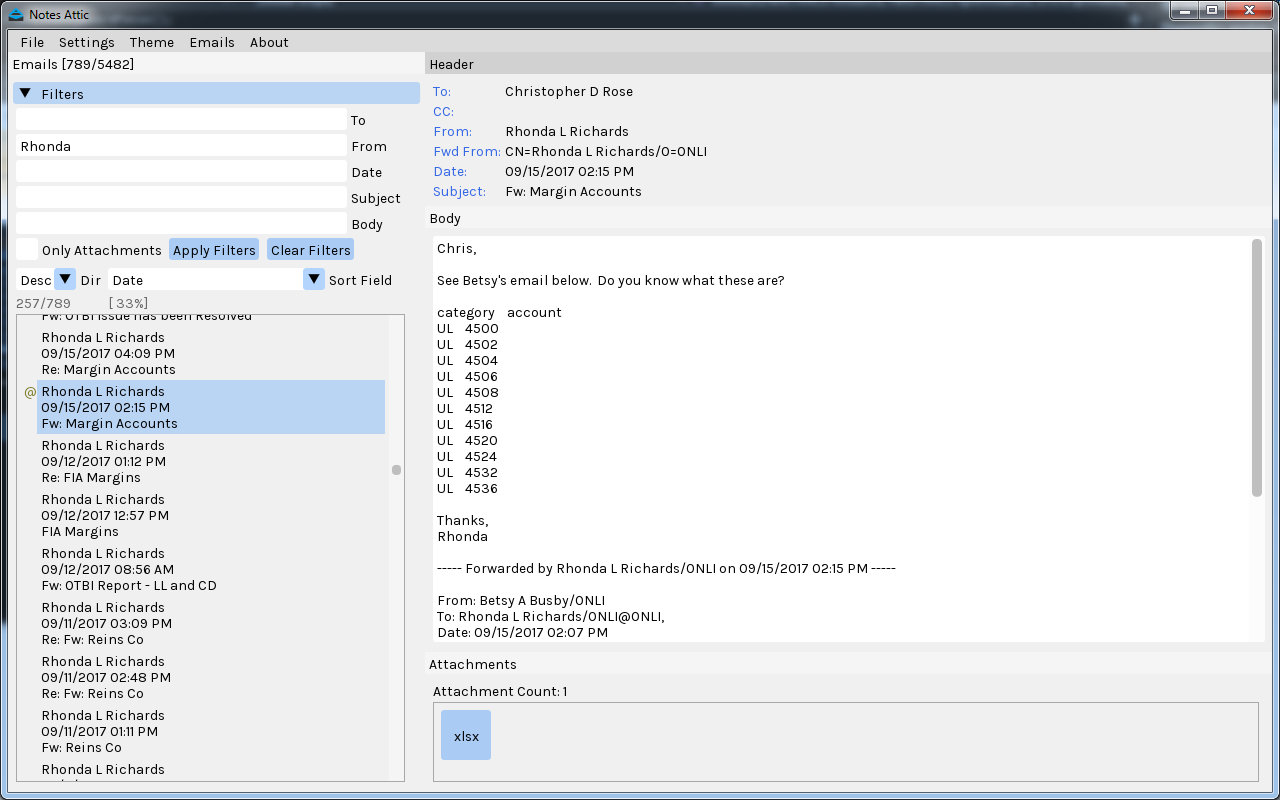 Notes Attic
File Settings Theme Emails About
Emails [789/5482]
▼ Filters
To
Rhonda From
Date
Subject
Body
Only Attachments Apply Filters Clear Filters
Desc ▼ Dir Date ▼ Sort Field
257/789 [ 33%]
Fw: OTBI issue has been Resolved
Rhonda L Richards
09/15/2017 04:09 PM
Re: Margin Accounts
@ Rhonda L Richards
09/15/2017 02:15 PM
Fw: Margin Accounts
Rhonda L Richards
09/12/2017 01:12 PM
Re: FIA Margins
Rhonda L Richards
09/12/2017 12:57 PM
FIA Margins
Rhonda L Richards
09/12/2017 08:56 AM
Fw: OTBI Report - LL and CD
Rhonda L Richards
09/11/2017 03:09 PM
Re: Fw: Reins Co
Rhonda L Richards
09/11/2017 02:48 PM
Re: Fw: Reins Co
Rhonda L Richards
09/11/2017 01:11 PM
Fw: Reins Co
Rhonda L Richards
Header
To: Christopher D Rose
CC:
From: Rhonda L Richards
Fwd From: CN=Rhonda L Richards/O=ONLI
Date: 09/15/2017 02:15 PM
Subject: Fw: Margin Accounts
Body
Chris,
See Betsy's email below. Do you know what these are?
category account
UL 4500
UL 4502
UL 4504
UL 4506
UL 4508
UL 4512
UL 4516
UL 4520
UL 4524
UL 4532
UL 4536
Thanks,
Rhonda
----- Forwarded by Rhonda L Richards/ONLI on 09/15/2017 02:15 PM -----
From: Betsy A Busby/ONLI
To: Rhonda L Richards/ONLI@ONLI,
Date: 09/15/2017 02:07 PM
Attachments
Attachment Count: 1
xlsx